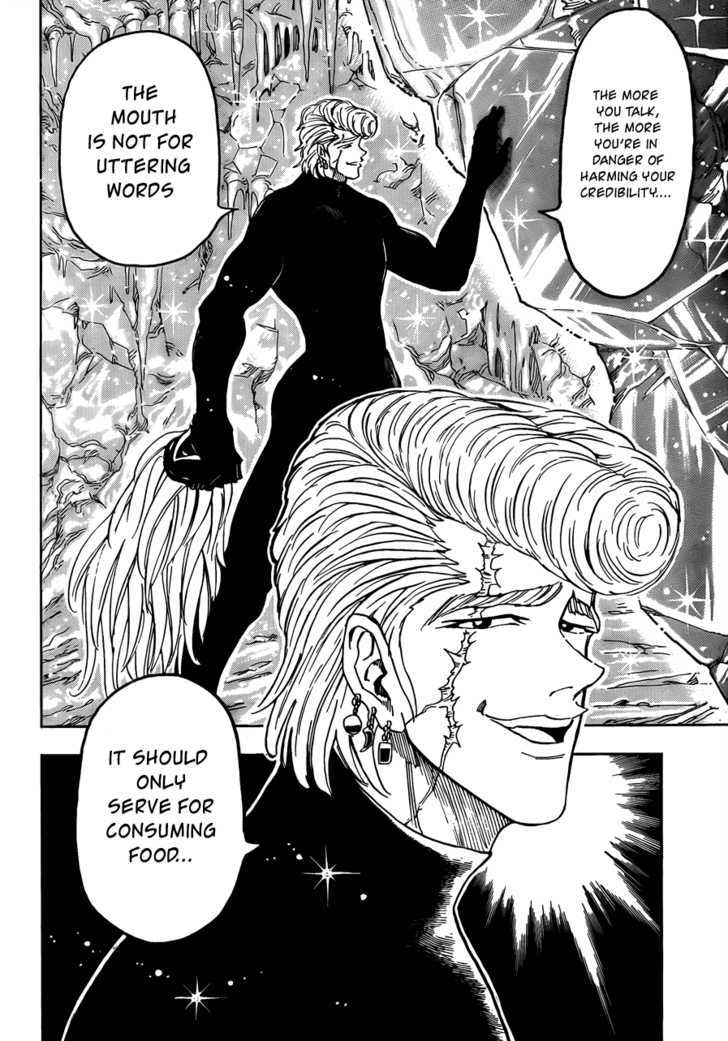 THE MORE
YOU TALK,
THE MORE
YOU'RE IN
DANGER OF
HARMING YOUR
CREDIBILITY....
THE
MOUTH
IS NOT FOR
UTTERING
WORDS
IT SHOULD
ONLY
SERVE FOR
CONSUMING
FOOD...